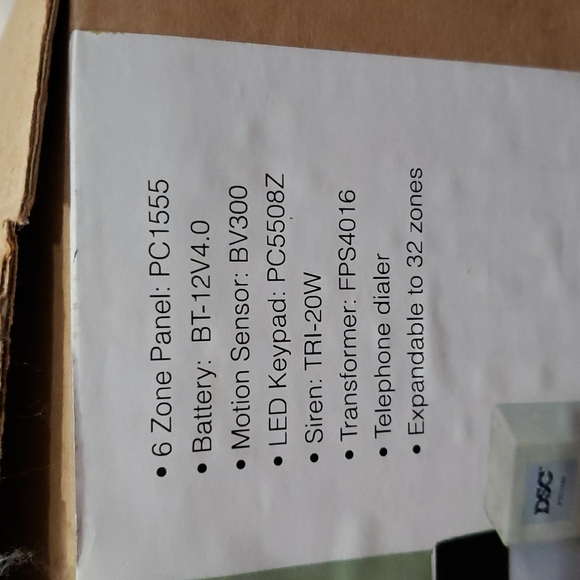 • 6 Zone Panel: PC1555
• Battery: BT-12V4.0
• Motion Sensor: BV300
• LED Keypad: PC5508Z
• Siren: TRI-20W
• Transformer: FPS4016
• Telephone dialer
• Expandable to 32 zones
DSC